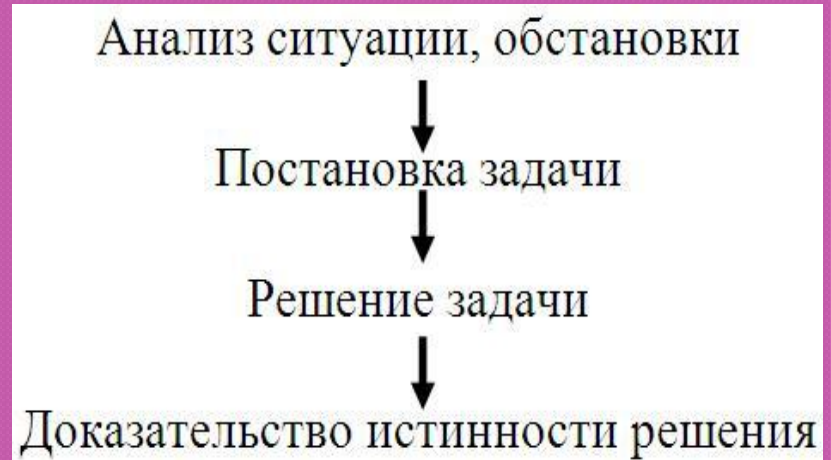 Анализ ситуации, обстановки
Постановка задачи
Решение задачи
Доказательство истинности решения